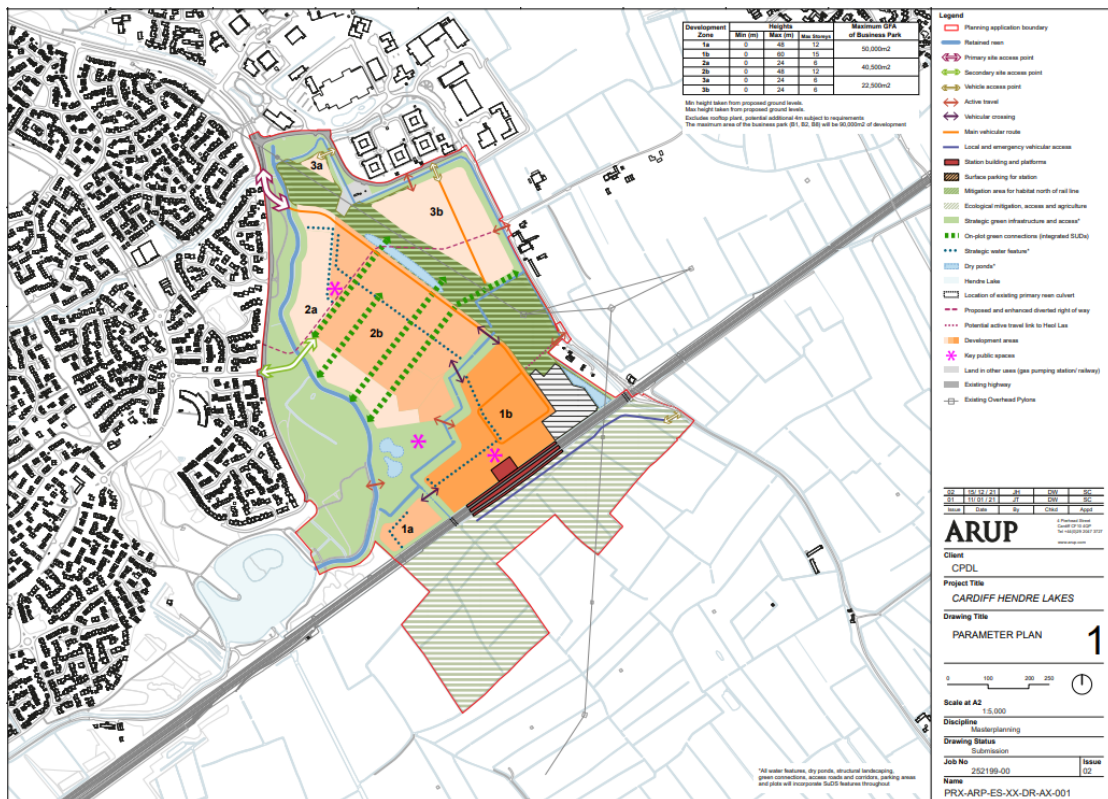 Development Zone Heights Maximum GFA of Business Park
Min (m) Max (m) Max Storeys
1a 0 48 12 50,000m2
1b 0 60 15
2a 0 24 6 40,500m2
2b 0 48 12
3a 0 24 6 22,500m2
3b 0 24 6
Min height taken from proposed ground levels.
Max height taken from proposed ground levels.
Excludes rooftop plant, potential additional 4m subject to requirements
The maximum area of the business park (B1, B2, B8) will be 90,000m2 of development
3a
3b
2a
2b
1b
1a
*All water features, dry ponds, structural landscaping,
green connections, access roads and corridors, parking areas
and plots will incorporate SuDS features throughout
Legend
Planning application boundary
Retained reen
Primary site access point
Secondary site access point
Vehicle access point
Active travel
Vehicular crossing
Main vehicular route
Local and emergency vehicular access
Station building and platforms
Surface parking for station
Mitigation area for habitat north of rail line
Ecological mitigation, access and agriculture
Strategic green infrastructure and access*
On-plot green connections (integrated SUDs)
Strategic water feature*
Dry ponds*
Hendre Lake
Location of existing primary reen culvert
Proposed and enhanced diverted right of way
Potential active travel link to Heol Las
Development areas
Key public spaces
Land in other uses (gas pumping station/ railway)
Existing highway
Existing Overhead Pylons
02 15/ 12 / 21 JH DW SC
01 11/ 01 / 21 JT DW SC
Issue Date By Chkd Appd
ARUP
4 Pierhead Street
www.arup.com
Client
CPDL
Project Title
CARDIFF HENDRE LAKES
Drawing Title
PARAMETER PLAN 1
0 100 200 250
Scale at A2
1:5,000
Discipline
Masterplanning
Drawing Status
Submission
Job No Issue
252199-00 02
Name
PRX-ARP-ES-XX-DR-AX-001